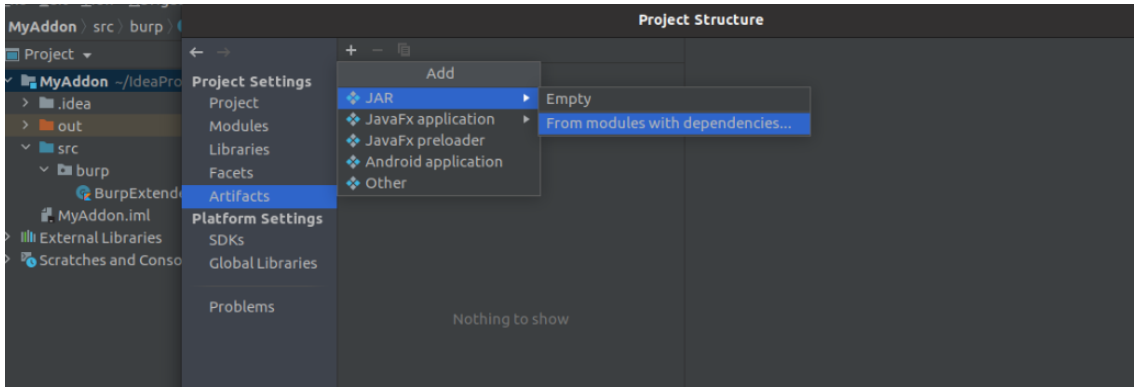 Project Structure
MyAddon 〉 src 〉 burp 〉
Project
MyAddon ~/IdeaPro
.idea
out
src
burp
BurpExtende
MyAddon.iml
External Libraries
Scratches and Conso
Project Settings
Project
Modules
Libraries
Facets
Artifacts
Platform Settings
SDKs
Global Libraries
Problems
Add
JAR
JavaFx application
JavaFx preloader
Android application
Other
Empty
From modules with dependencies...
Nothing to show